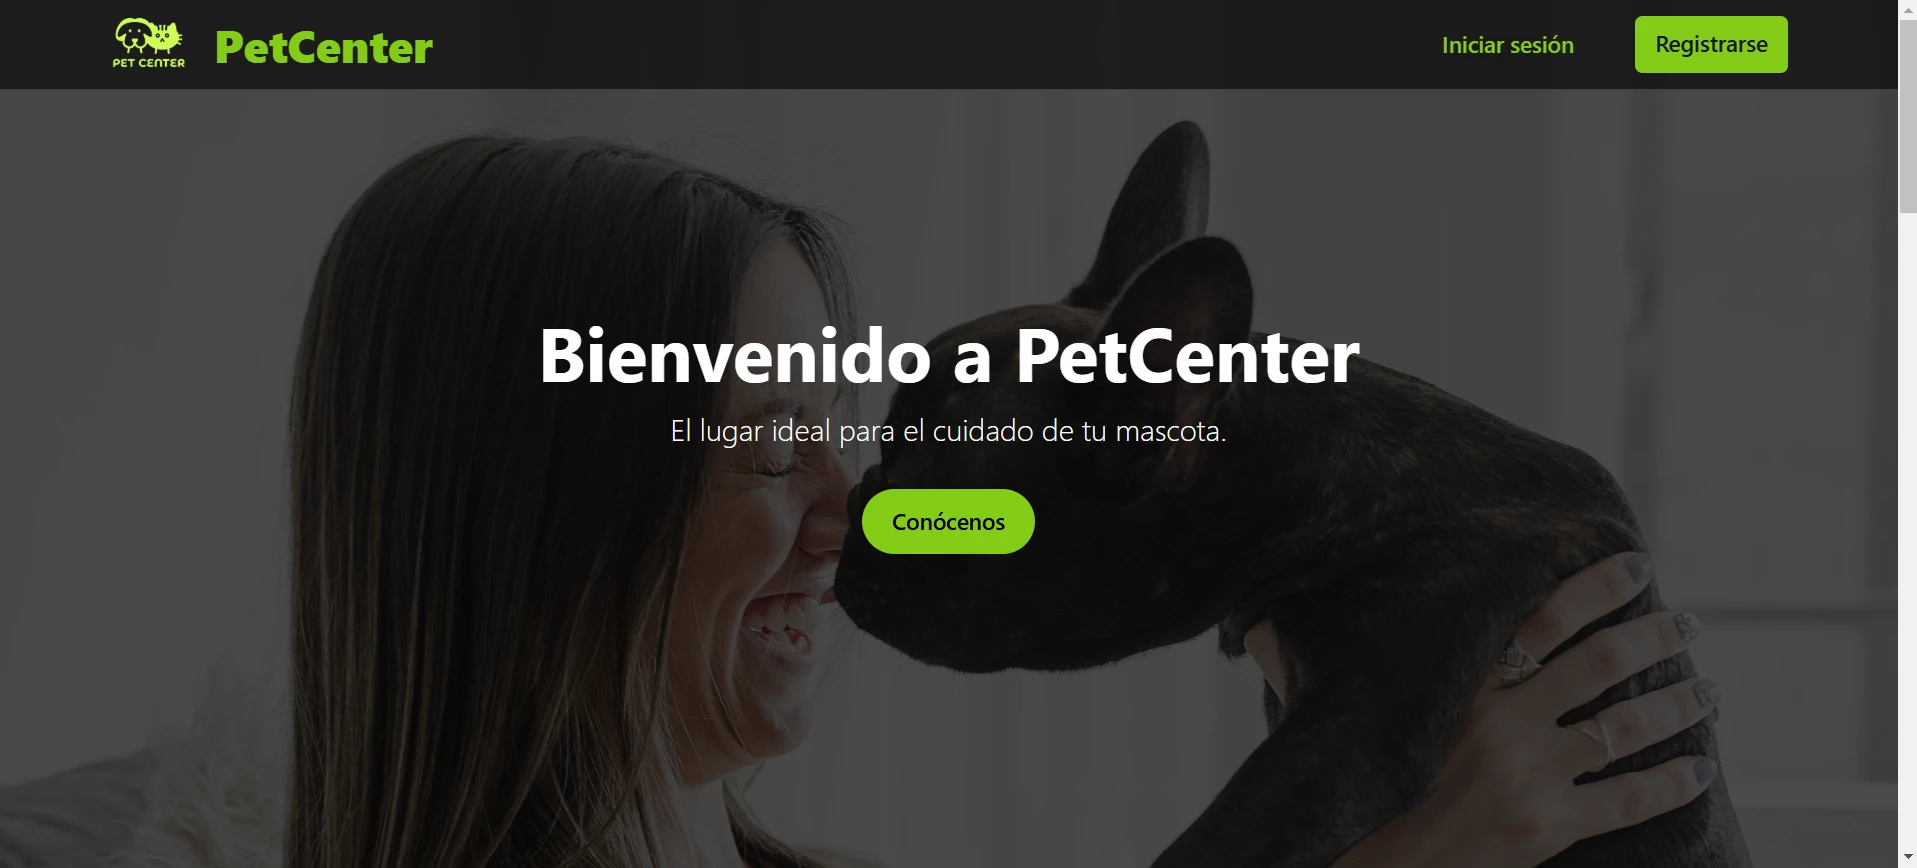 PET CENTER
PetCenter
Iniciar sesión
Registrarse
Bienvenido a PetCenter
El lugar ideal para el cuidado de tu mascota.
Conócenos